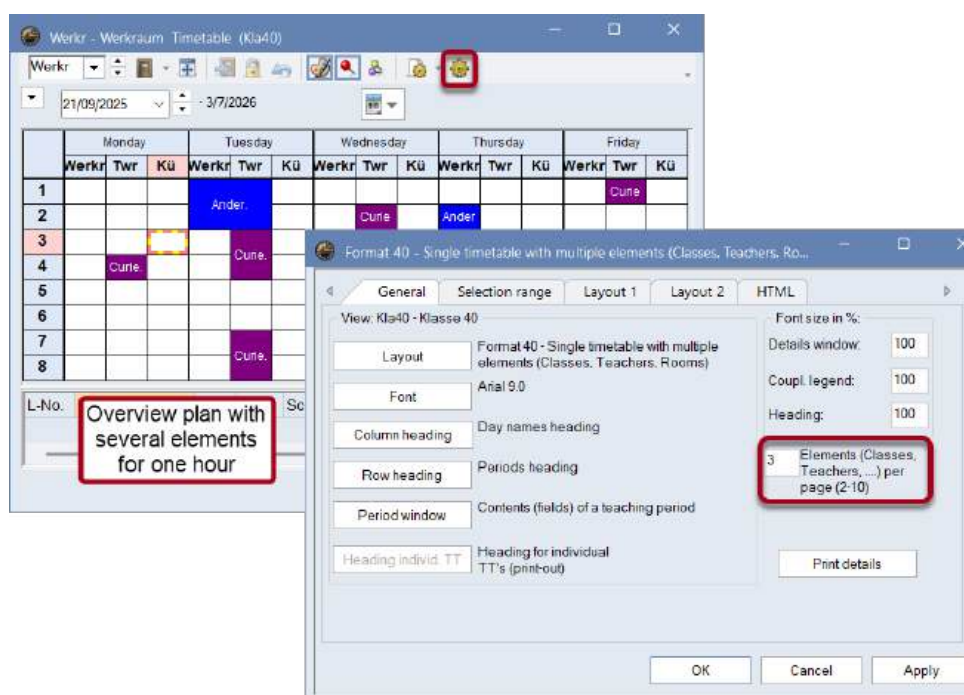 Werkr - Werkraum Timetable (Kla40)
Werkr
21/09/2025 - 3/7/2026
Monday Tuesday Wednesday Thursday Friday
Werkr Twr Kü Werkr Twr Kü Werkr Twr Kü Werkr Twr Kü Werkr Twr Kü
1 Curie
Ander.
2 Curie Ander
3
Curie.
4 Curie.
5
6
7
Curie.
8
L-No. Sc
Overview plan with
several elements
for one hour
Format 40 - Single timetable with multiple elements (Classes, Teachers, Ro...
General Selection range Layout 1 Layout 2 HTML
View: Kla40 - Klasse 40
Layout Format 40 - Single timetable with multiple
elements (Classes, Teachers, Rooms)
Font Arial 9.0
Column heading Day names heading
Row heading Periods heading
Period window Contents (fields) of a teaching period
Heading individ. TT Heading for individual
TT's (print-out)
Font size in %:
Details window: 100
Coupl. legend: 100
Heading: 100
3 Elements (Classes,
Teachers, ...) per
page (2-10)
Print details
OK Cancel Apply